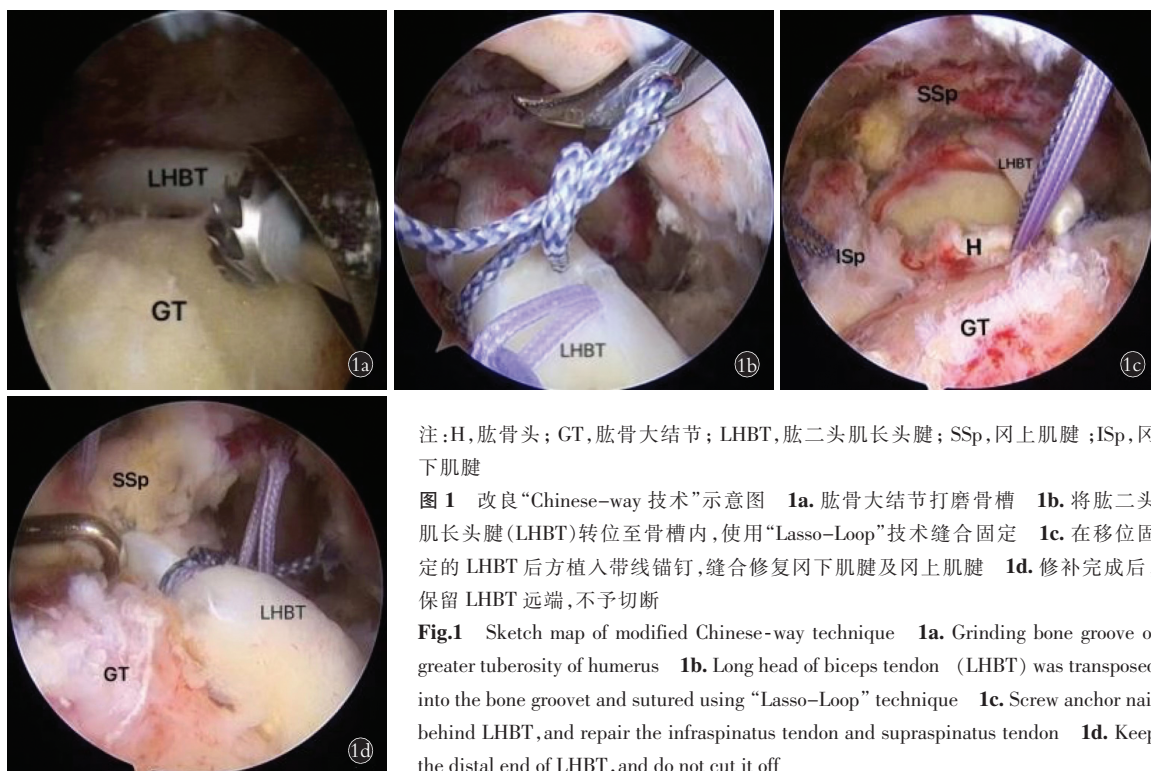 LHBT
GT
1a
LHBT
1b
SSp
LHBT
ISp
H
GT
1c
SSp
LHBT
GT
1d
注:H,肱骨头; GT,肱骨大结节; LHBT,肱二头肌长头腱; SSp,冈上肌腱 ;ISp,冈
下肌腱
图 1 改良“Chinese-way 技术”示意图 1a. 肱骨大结节打磨骨槽 1b. 将肱二头
肌长头腱(LHBT)转位至骨槽内,使用“Lasso-Loop”技术缝合固定 1c. 在移位固
定的 LHBT 后方植入带线锚钉,缝合修复冈下肌腱及冈上肌腱 1d. 修补完成后
保留 LHBT 远端,不予切断
Fig.1 Sketch map of modified Chinese-way technique 1a. Grinding bone groove o
greater tuberosity of humerus 1b. Long head of biceps tendon (LHBT) was transposed
into the bone groovet and sutured using “Lasso-Loop” technique 1c. Screw anchor nai
behind LHBT,and repair the infraspinatus tendon and supraspinatus tendon 1d. Keep
the distal end of LHBT,and do not cut it off